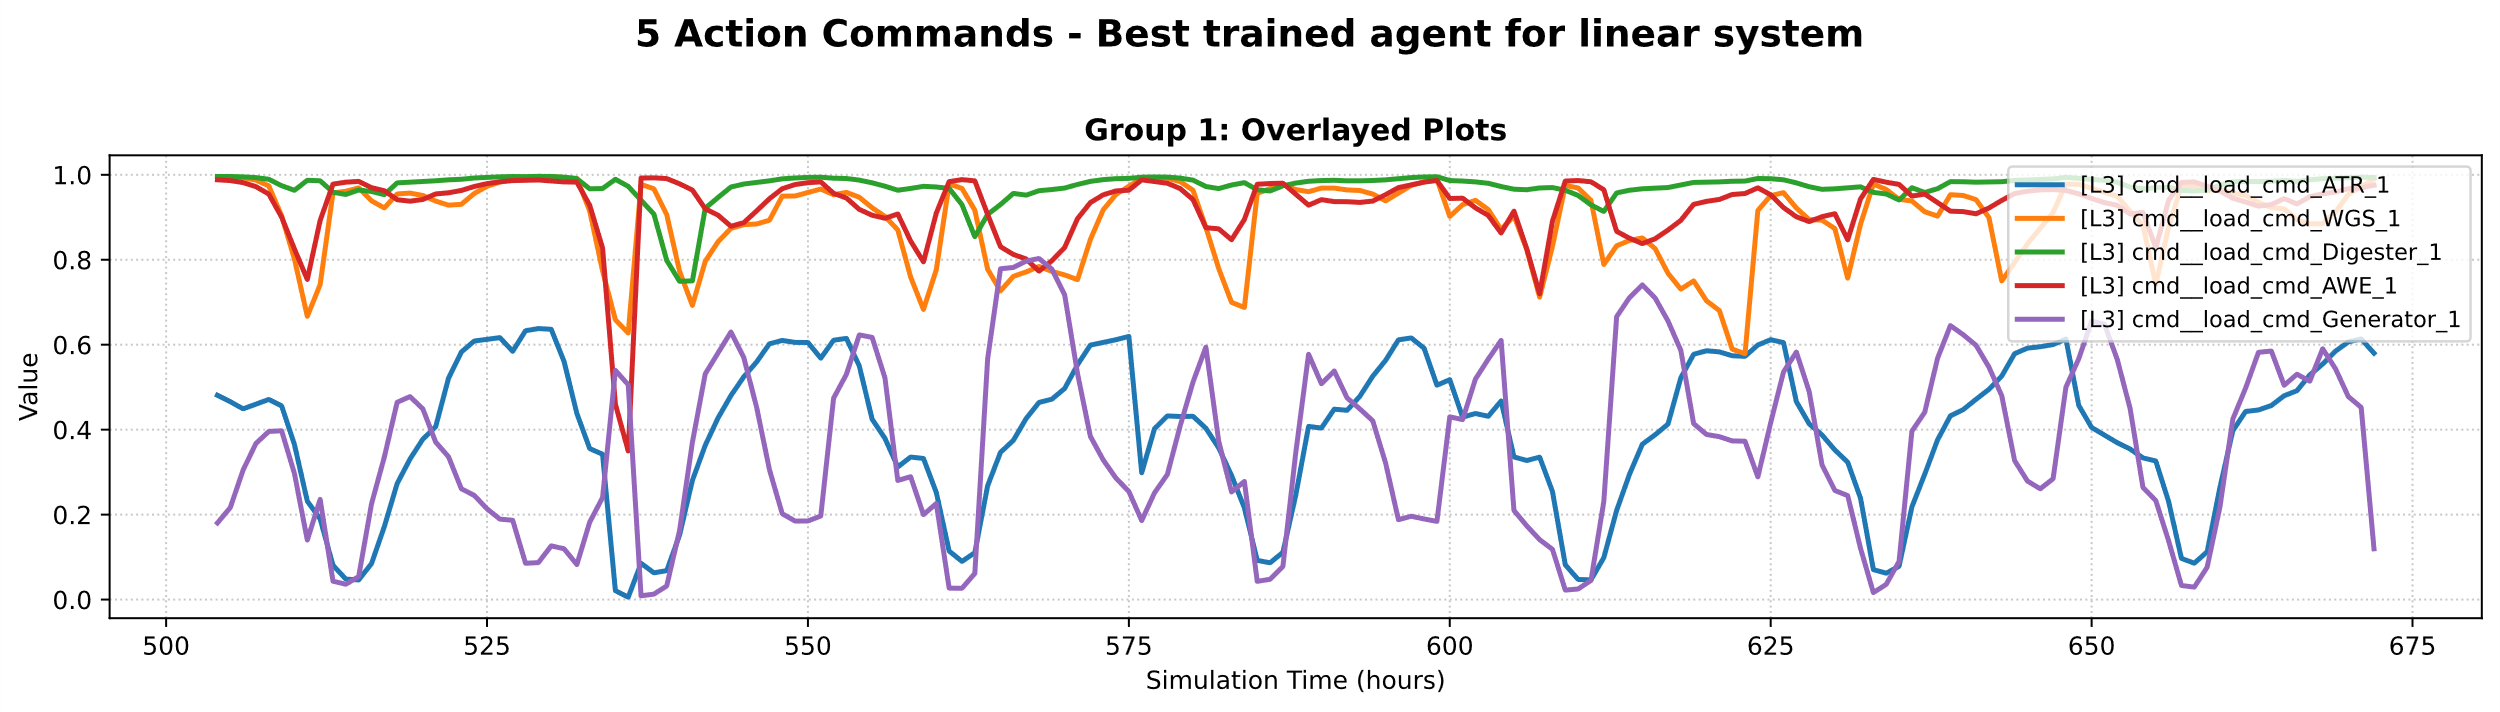 5 Action Commands - Best trained agent for linear system
Group 1: Overlayed Plots
1.0
0.8
0.6
0.4
0.2
0.0
Value
[L3] cmd__load_cmd_ATR_1
[L3] cmd__load_cmd_WGS_1
[L3] cmd__load_cmd_Digester_1
[L3] cmd__load_cmd_AWE_1
[L3] cmd__load_cmd_Generator_1
500 525 550 575 600 625 650 675
Simulation Time (hours)